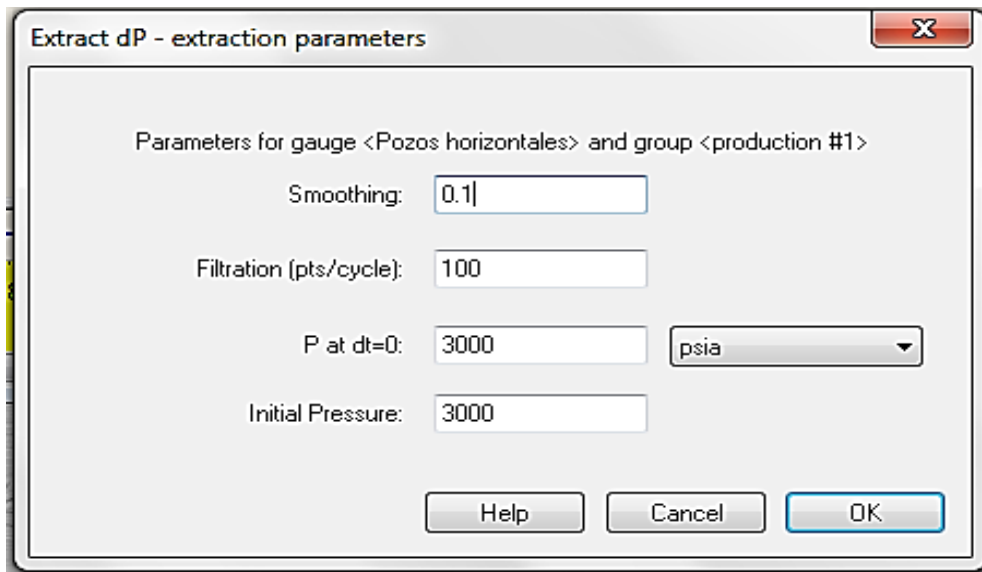 Extract dP - extraction parameters
Parameters for gauge <Pozos horizontales> and group <production #1>
Smoothing: 0.1
Filtration (pts/cycle): 100
P at dt=0: 3000 psia
Initial Pressure: 3000
Help Cancel OK